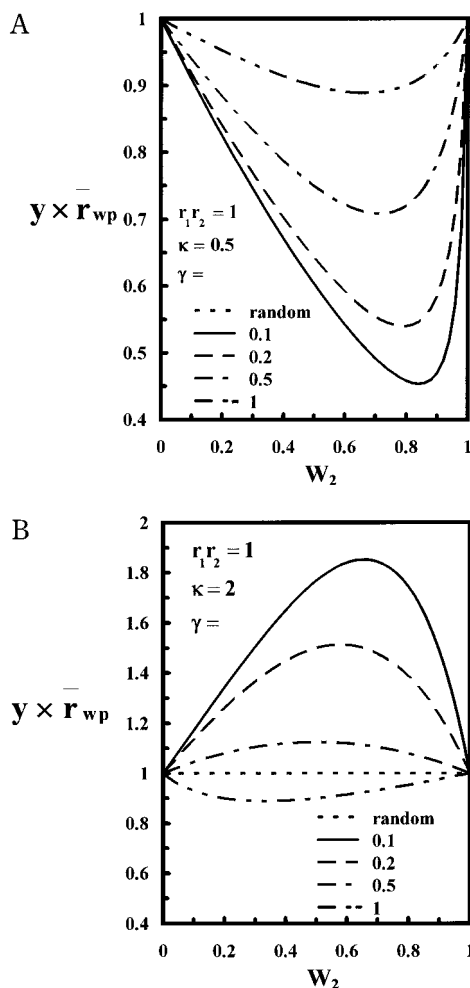 A
1
0.9
0.8
0.7
0.6
0.5
0.4
y × r̄wp
r₁r₂ = 1
κ = 0.5
γ =
random
0.1
0.2
0.5
1
0 0.2 0.4 0.6 0.8 1
W₂
B
2
1.8
1.6
1.4
1.2
1
0.8
0.6
0.4
y × r̄wp
r₁r₂ = 1
κ = 2
γ =
random
0.1
0.2
0.5
1
0 0.2 0.4 0.6 0.8 1
W₂